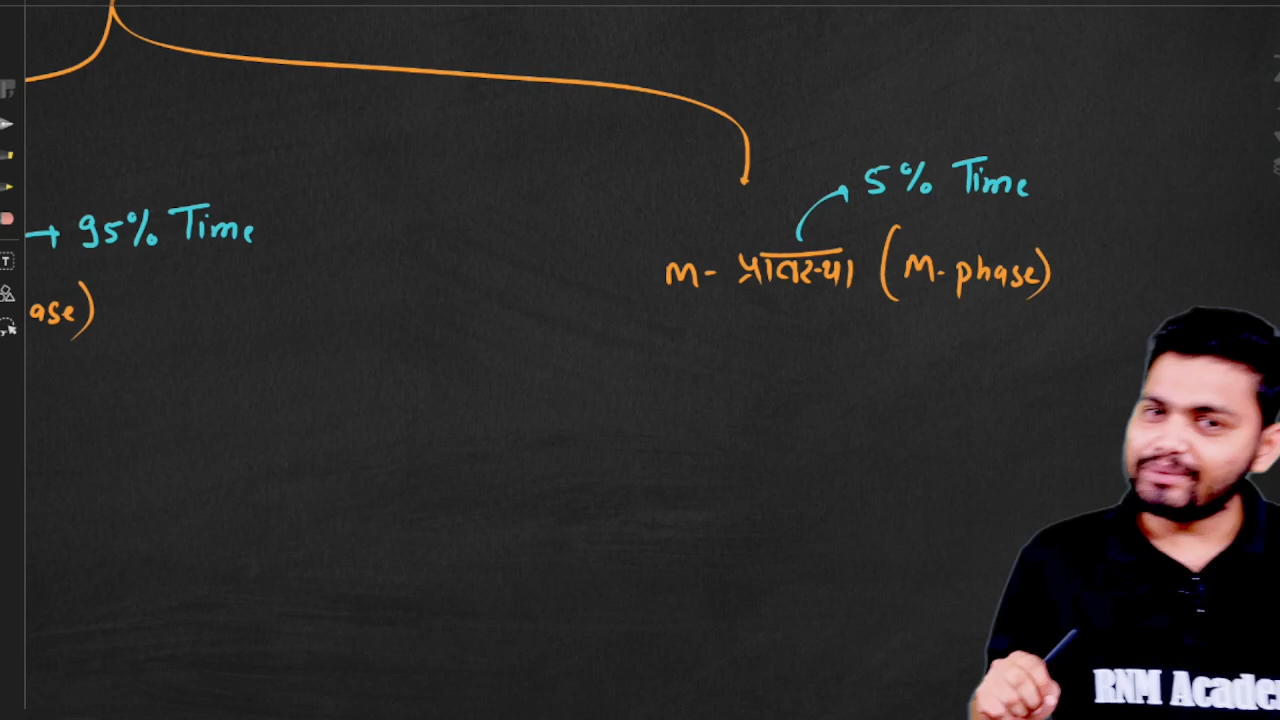 5% Time
→ 95% Time
M- प्रावस्था (M-phase)
ase)
RNM Acade